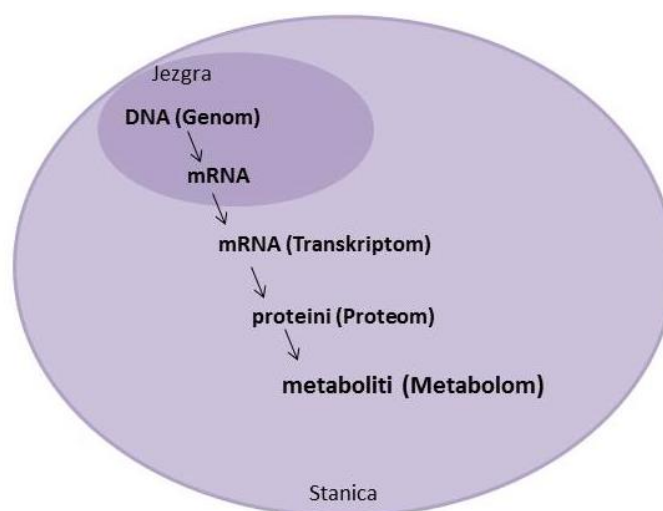 Jezgra
DNA (Genom)
mRNA
mRNA (Transkriptom)
proteini (Proteom)
metaboliti (Metabolom)
Stanica